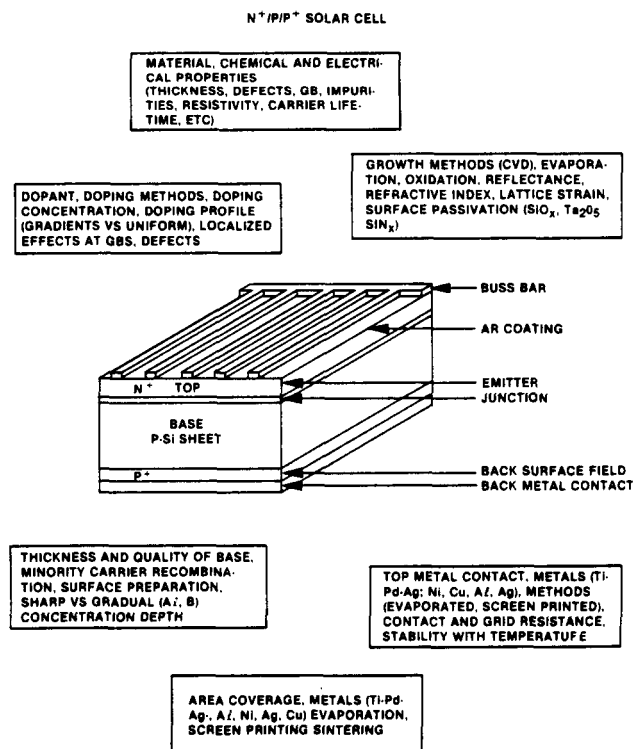 N+/P/P+ SOLAR CELL
MATERIAL, CHEMICAL AND ELECTRI-
CAL PROPERTIES
(THICKNESS, DEFECTS, GB, IMPURI-
TIES, RESISTIVITY, CARRIER LIFE-
TIME, ETC)
GROWTH METHODS (CVD), EVAPORA-
TION, OXIDATION, REFLECTANCE,
REFRACTIVE INDEX, LATTICE STRAIN,
SURFACE PASSIVATION (SiOx, Ta2O5
SiNx)
DOPANT, DOPING METHODS, DOPING
CONCENTRATION, DOPING PROFILE
(GRADIENTS VS UNIFORM), LOCALIZED
EFFECTS AT GBS, DEFECTS
BUSS BAR
AR COATING
N+ TOP
EMITTER
JUNCTION
BASE
P-Si SHEET
P+
BACK SURFACE FIELD
BACK METAL CONTACT
THICKNESS AND QUALITY OF BASE,
MINORITY CARRIER RECOMBINA-
TION, SURFACE PREPARATION,
SHARP VS GRADUAL (Al, B)
CONCENTRATION DEPTH
TOP METAL CONTACT, METALS (Ti-
Pd-Ag; Ni, Cu, Al, Ag), METHODS
(EVAPORATED, SCREEN PRINTED),
CONTACT AND GRID RESISTANCE,
STABILITY WITH TEMPERATURE
AREA COVERAGE, METALS (Ti-Pd-
Ag-, Al, Ni, Ag, Cu) EVAPORATION,
SCREEN PRINTING SINTERING